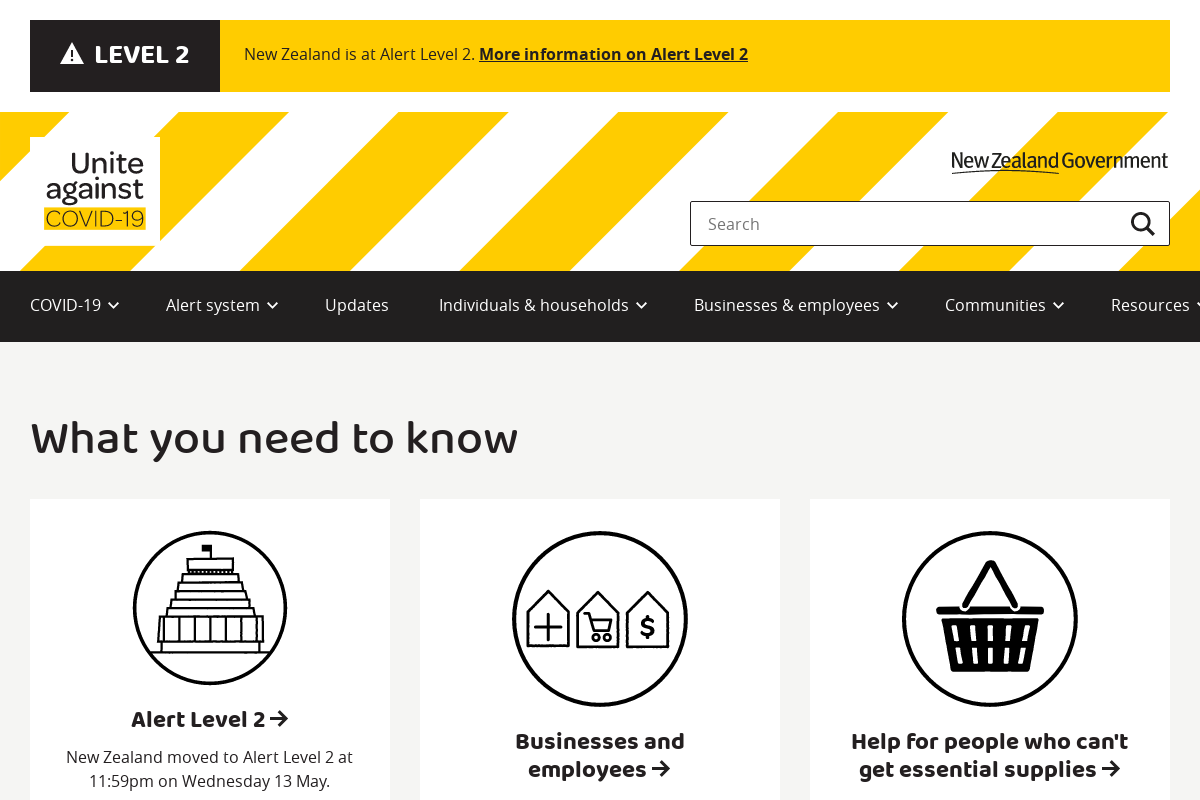 LEVEL 2
New Zealand is at Alert Level 2. More information on Alert Level 2
Unite
against
COVID-19
New Zealand Government
Search
COVID-19
Alert system
Updates
Individuals & households
Businesses & employees
Communities
Resources
What you need to know
$
Alert Level 2
New Zealand moved to Alert Level 2 at
11:59pm on Wednesday 13 May.
Businesses and
employees
Help for people who can't
get essential supplies